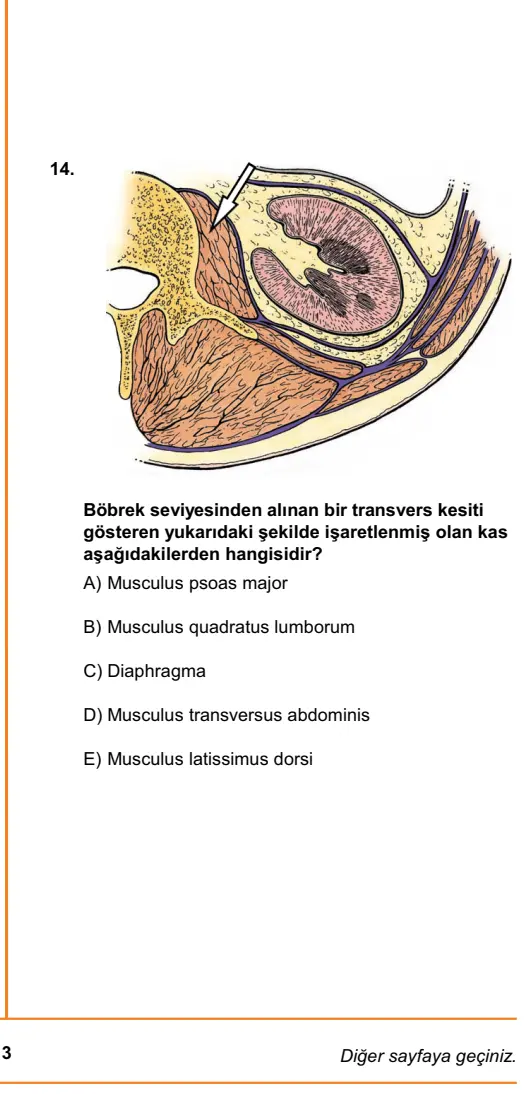 14.
Böbrek seviyesinden alınan bir transvers kesiti
gösteren yukarıdaki şekilde işaretlenmiş olan kas
aşağıdakilerden hangisidir?
A) Musculus psoas major
B) Musculus quadratus lumborum
C) Diaphragma
D) Musculus transversus abdominis
E) Musculus latissimus dorsi
3
Diğer sayfaya geçiniz.